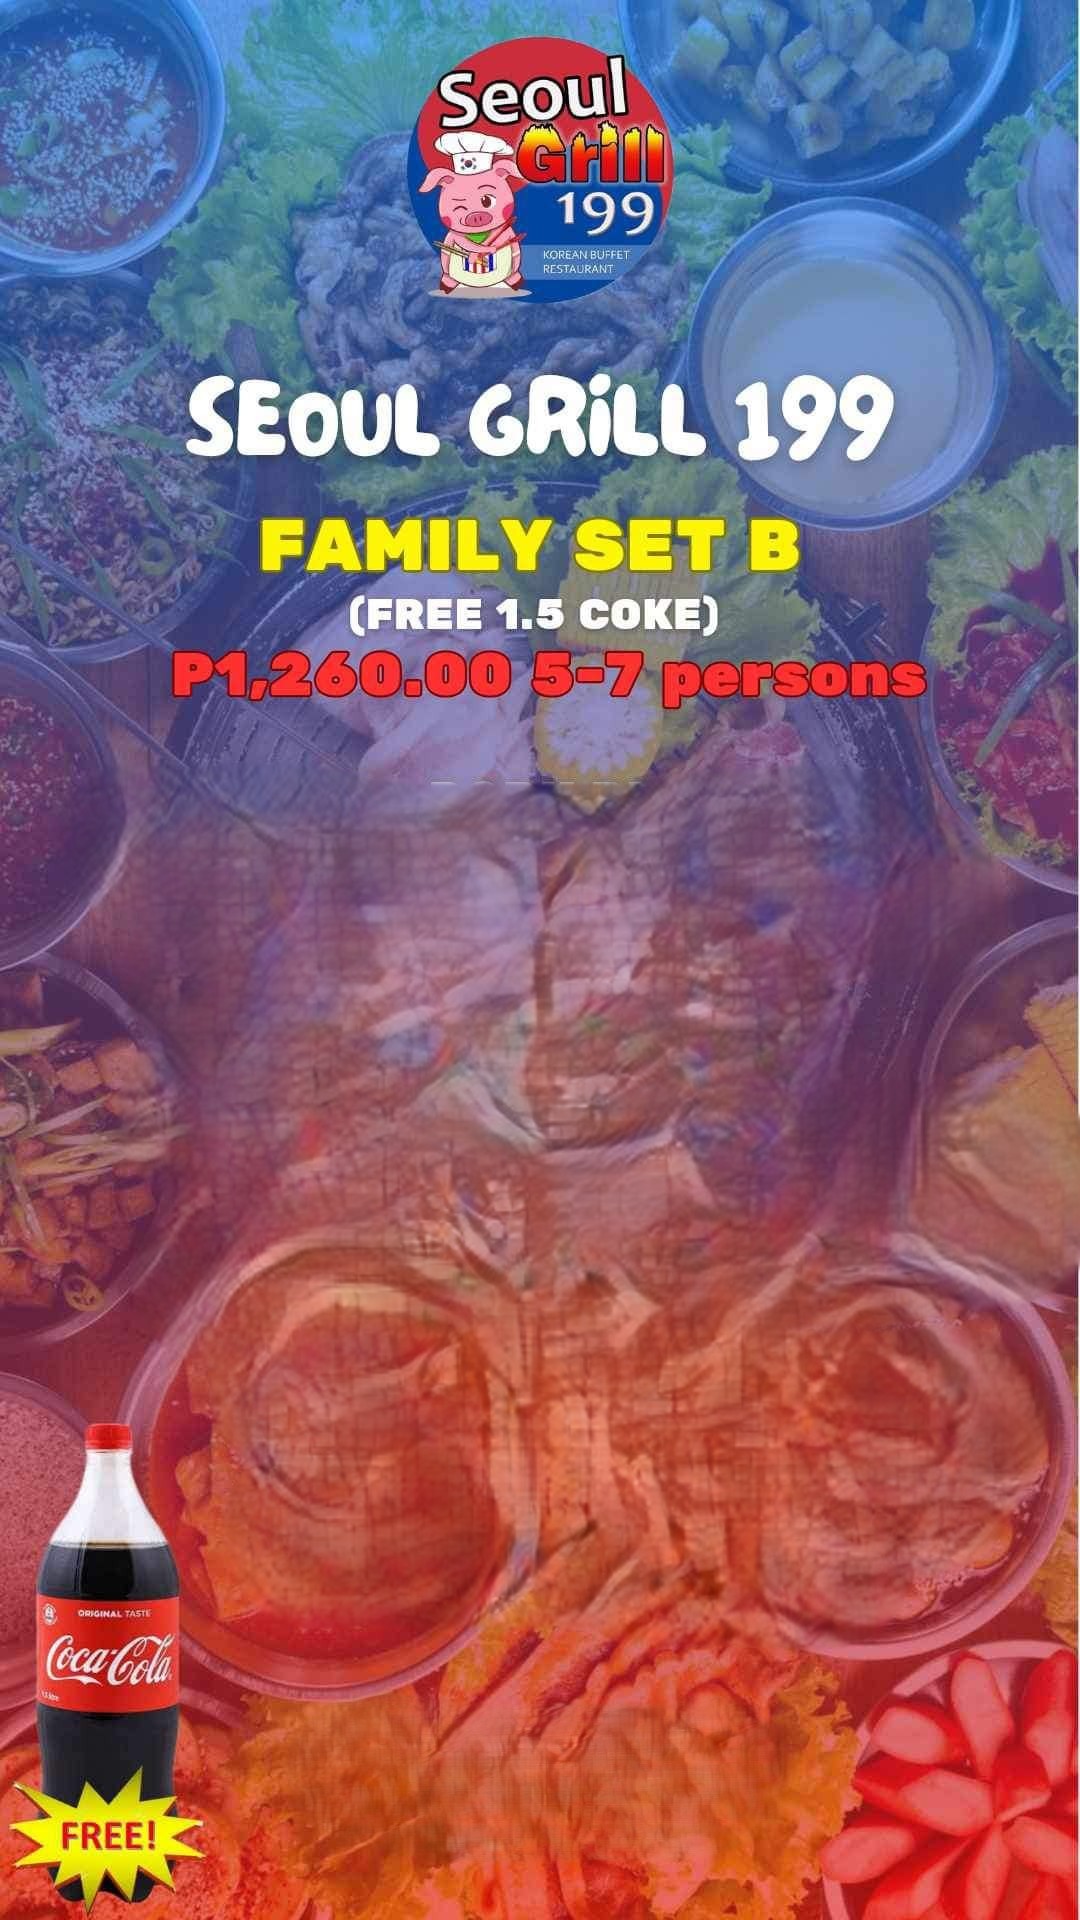 Seoul
Grill
199
KOREAN BUFFET
RESTAURANT
SEOUL GRiLL 199
FAMILY SET B
(FREE 1.5 COKE)
P1,260.00 5-7 persons
ORIGINAL TASTE
Coca-Cola
FREE!